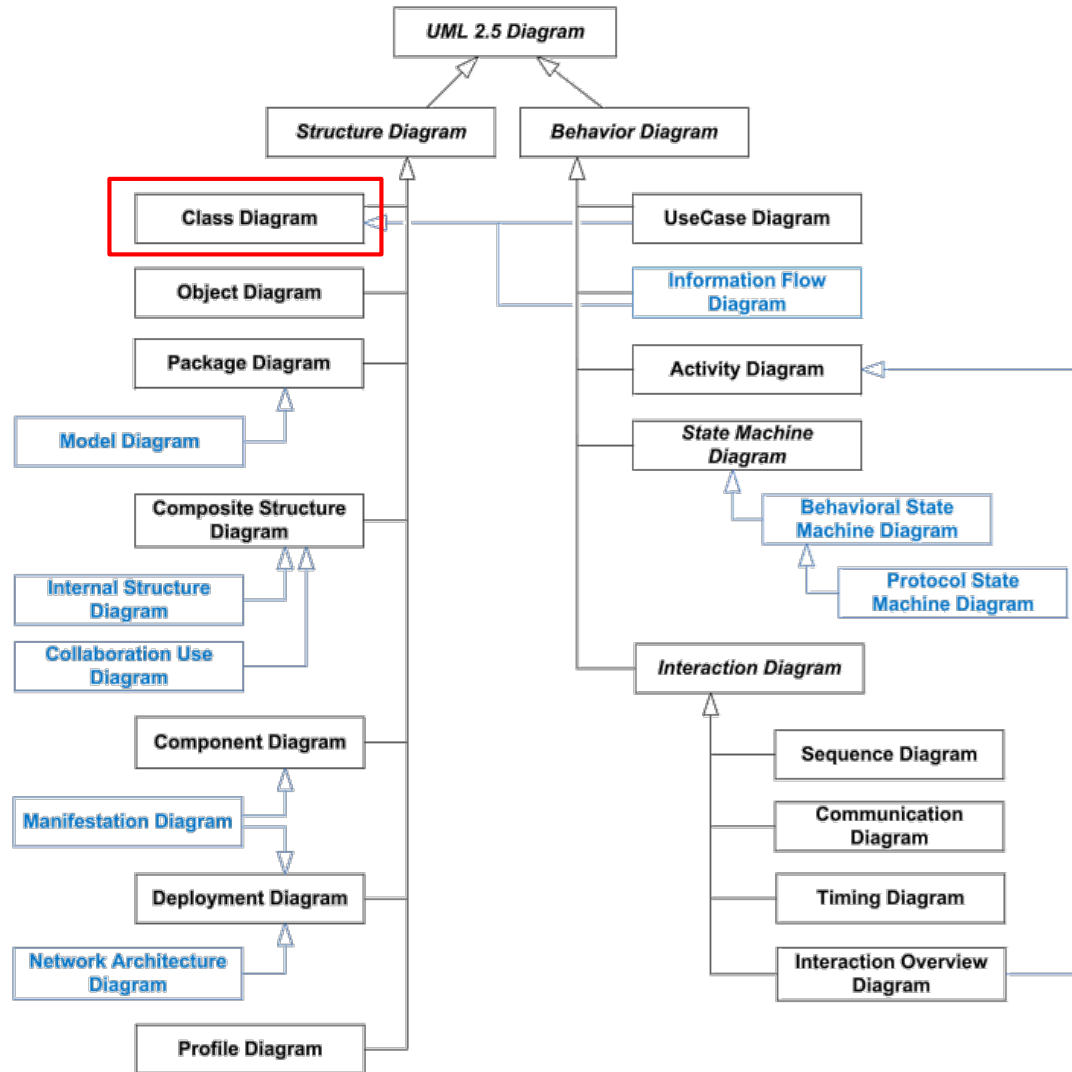 UML 2.5 Diagram
Structure Diagram
Behavior Diagram
Class Diagram
UseCase Diagram
Object Diagram
Information Flow
Diagram
Package Diagram
Activity Diagram
Model Diagram
State Machine
Diagram
Composite Structure
Diagram
Behavioral State
Machine Diagram
Internal Structure
Diagram
Protocol State
Machine Diagram
Collaboration Use
Diagram
Interaction Diagram
Component Diagram
Sequence Diagram
Manifestation Diagram
Communication
Diagram
Deployment Diagram
Timing Diagram
Network Architecture
Diagram
Interaction Overview
Diagram
Profile Diagram